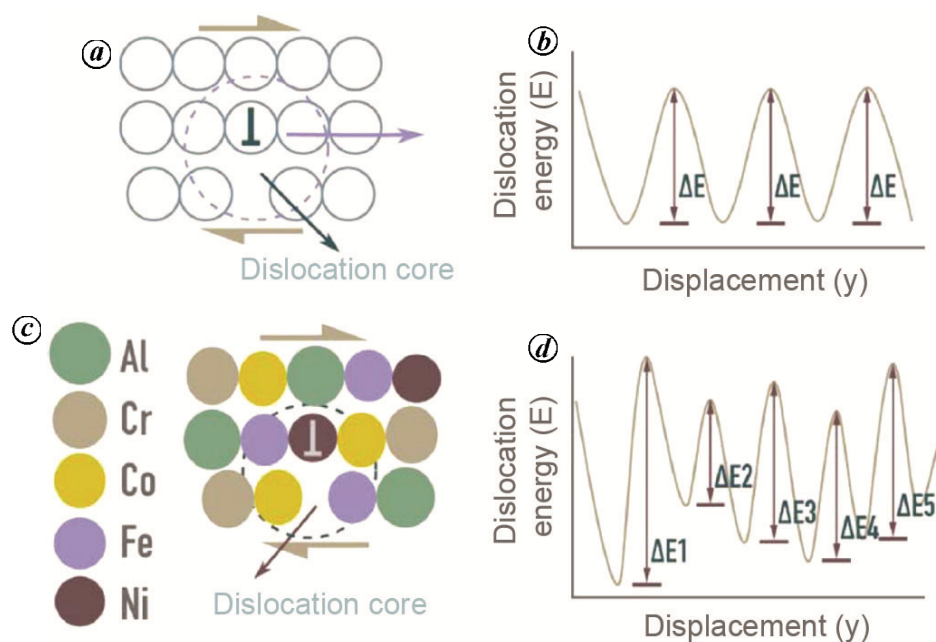 a
⊥
Dislocation core
b
Dislocation
energy (E)
ΔE
ΔE
ΔE
Displacement (y)
c
Al
Cr
Co
Fe
Ni
⊥
Dislocation core
d
Dislocation
energy (E)
ΔE1
ΔE2
ΔE3
ΔE4
ΔE5
Displacement (y)